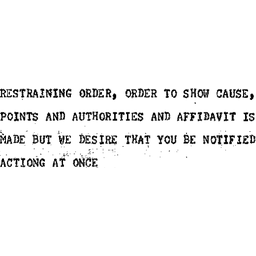 RESTRAINING ORDER, ORDER TO SHOW CAUSE,
POINTS AND AUTHORITIES AND AFFIDAVIT IS
MADE BUT WE DESIRE THAT YOU BE NOTIFIED
ACTIONG AT ONCE